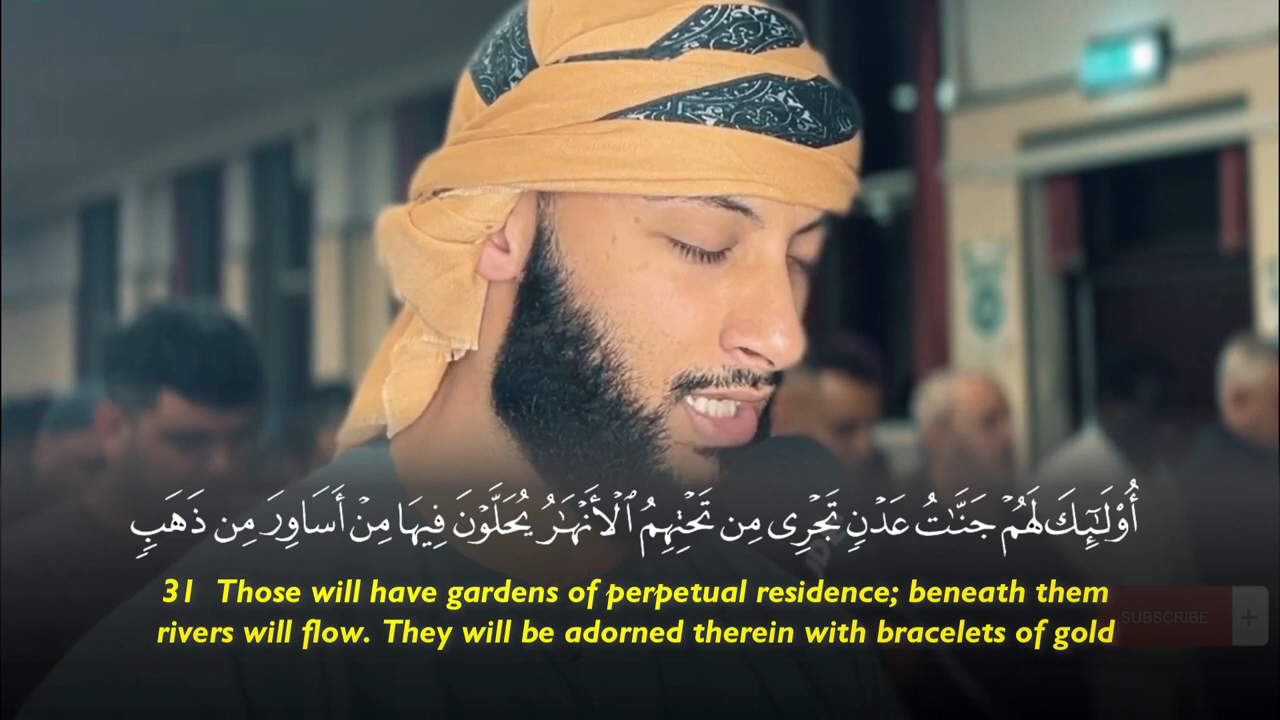 أُو۟لَـٰٓئِكَ لَهُمْ جَنَّـٰتُ عَدْنٍ تَجْرِى مِن تَحْتِهِمُ ٱلْأَنْهَـٰرُ يُحَلَّوْنَ فِيهَا مِنْ أَسَاوِرَ مِن ذَهَبٍ
31 Those will have gardens of perpetual residence; beneath them
rivers will flow. They will be adorned therein with bracelets of gold
SUBSCRIBE +